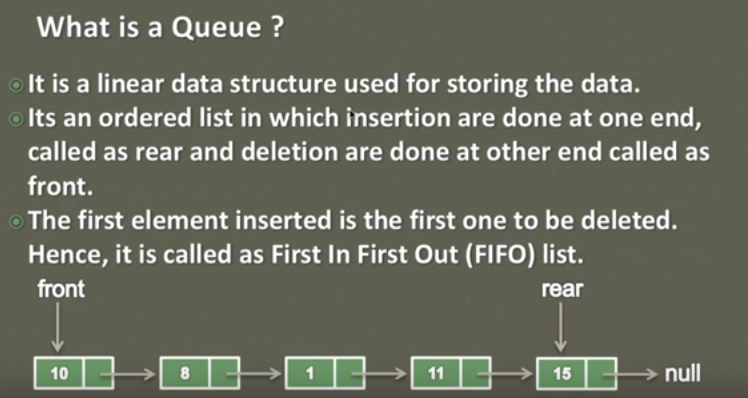 What is a Queue ?
It is a linear data structure used for storing the data.
Its an ordered list in which insertion are done at one end,
called as rear and deletion are done at other end called as
front.
The first element inserted is the first one to be deleted.
Hence, it is called as First In First Out (FIFO) list.
front rear
10 8 1 11 15 null